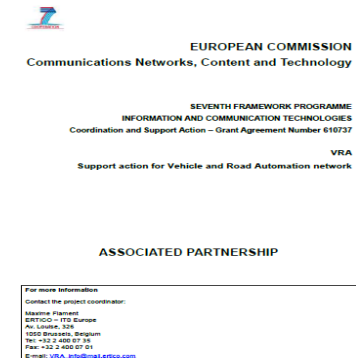 EUROPEAN COMMISSION
Communications Networks, Content and Technology
SEVENTH FRAMEWORK PROGRAMME
INFORMATION AND COMMUNICATION TECHNOLOGIES
Coordination and Support Action – Grant Agreement Number 610737
VRA
Support action for Vehicle and Road Automation network
ASSOCIATED PARTNERSHIP
For more information
Contact the project coordinator:
Maxime Flament
ERTICO – ITS Europe
Av. Louise, 326
1050 Brussels, Belgium
Tel: +32 2 400 07 35
Fax: +32 2 400 07 01
E-mail: VRA_info@mail.ertico.com